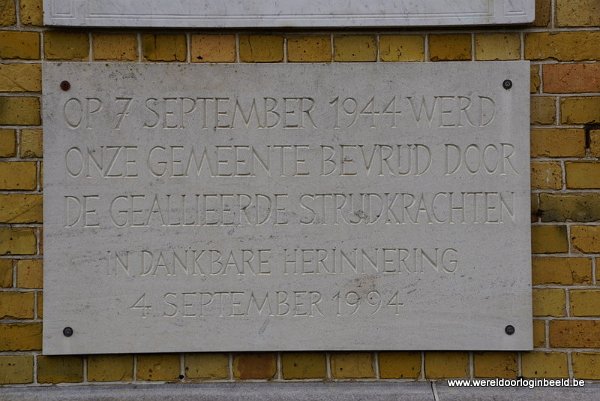 OP 7 SEPTEMBER 1944 WERD
ONZE GEMEENTE BEVRIJD DOOR
DE GEALLIEERDE STRIJDKRACHTEN
IN DANKBARE HERINNERING
4 SEPTEMBER 1994
www.wereldoorloginbeeld.be